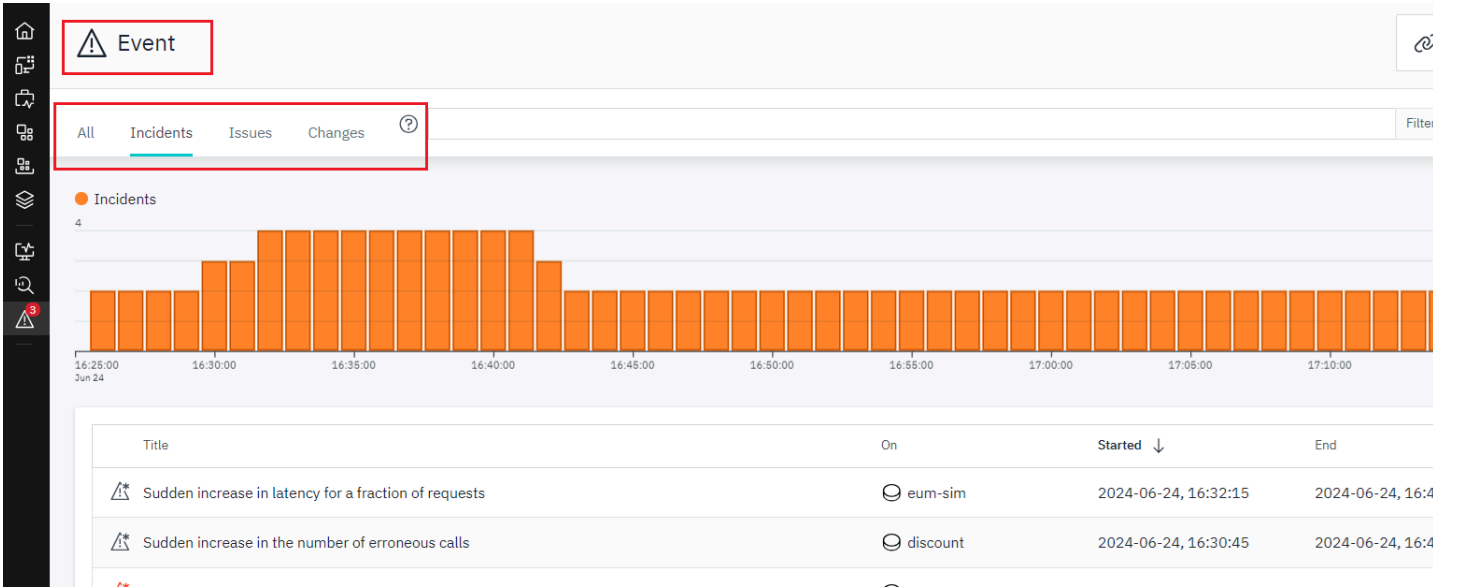 Event
All Incidents Issues Changes
Incidents
4
16:25:00 16:30:00 16:35:00 16:40:00 16:45:00 16:50:00 16:55:00 17:00:00 17:05:00 17:10:00
Jun 24
3
Title On Started End
Sudden increase in latency for a fraction of requests eum-sim 2024-06-24, 16:32:15 2024-06-24, 16:4
Sudden increase in the number of erroneous calls discount 2024-06-24, 16:30:45 2024-06-24, 16:4